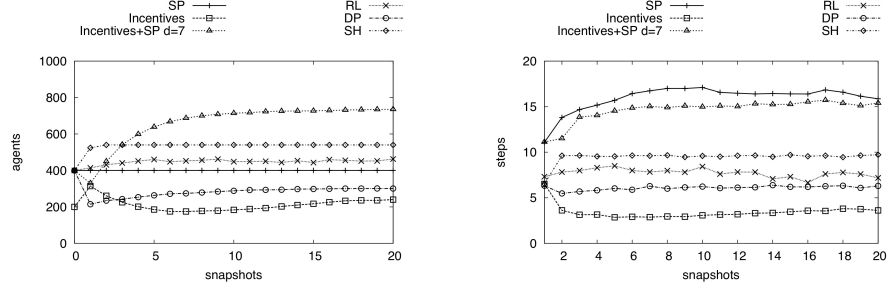 SP
Incentives
Incentives+SP d=7
RL
DP
SH
1000
800
600
400
200
0
agents
0 5 10 15 20
snapshots
SP
Incentives
Incentives+SP d=7
RL
DP
SH
20
15
10
5
0
steps
2 4 6 8 10 12 14 16 18 20
snapshots